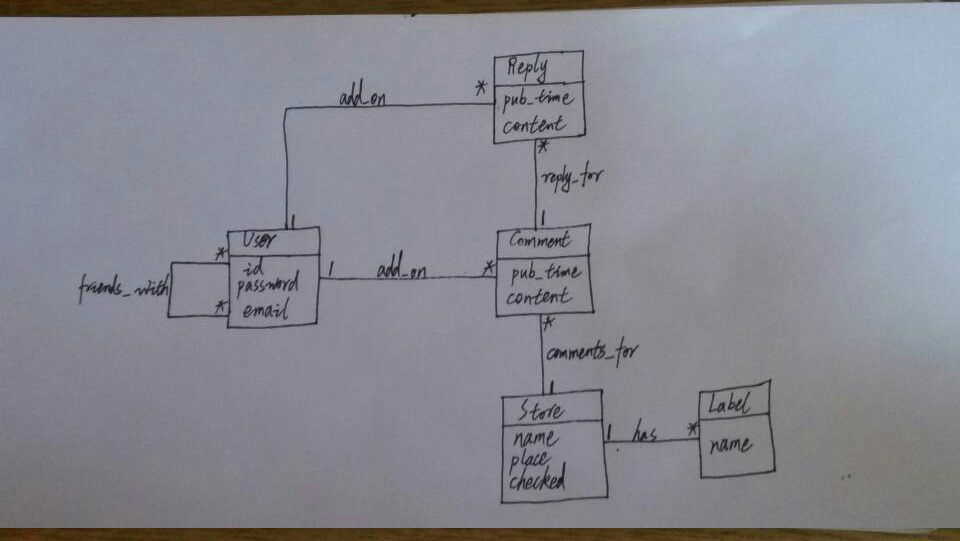 Reply
pub_time
content
add_on
*
*
reply_for
1
1
User
id
password
email
friends_with
*
*
1
add_on
*
Comment
pub_time
content
*
comments_for
1
Store
name
place
checked
1
has
*
Label
name